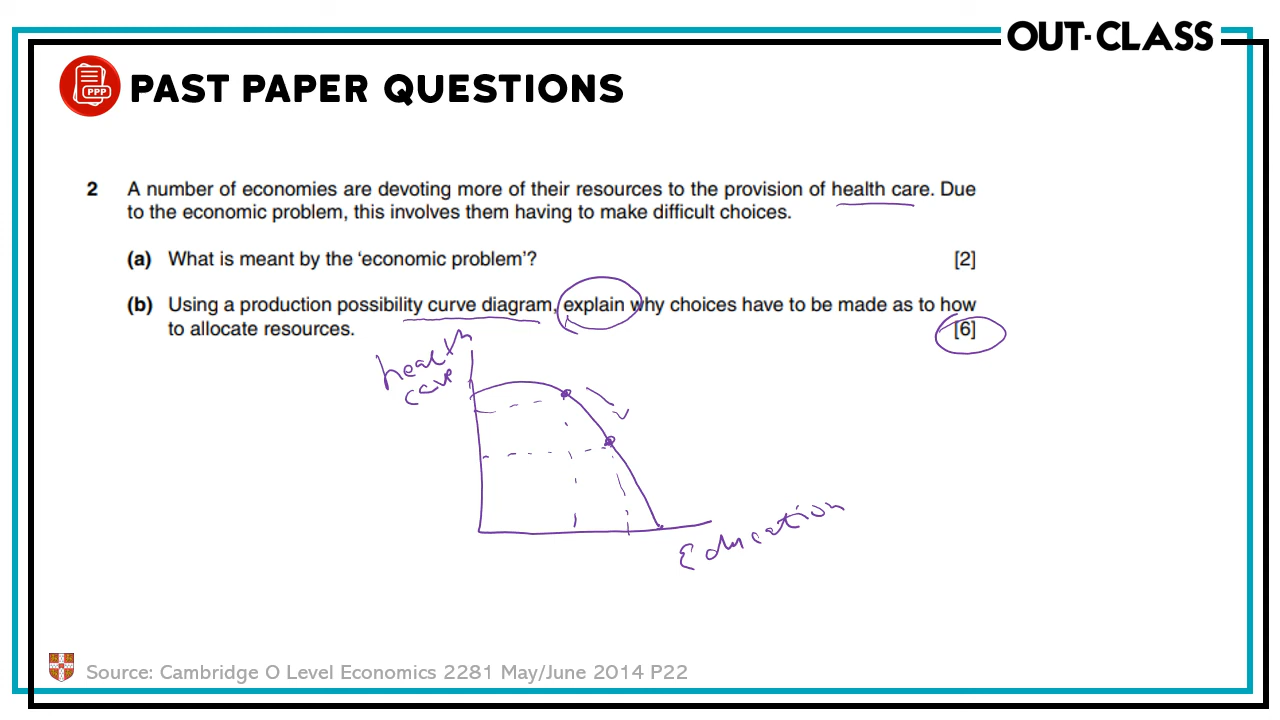 OUT-CLASS
PPP
PAST PAPER QUESTIONS
2 A number of economies are devoting more of their resources to the provision of health care. Due
to the economic problem, this involves them having to make difficult choices.
(a) What is meant by the ‘economic problem’? [2]
(b) Using a production possibility curve diagram, explain why choices have to be made as to how
to allocate resources. [6]
health
care
Education
Source: Cambridge O Level Economics 2281 May/June 2014 P22